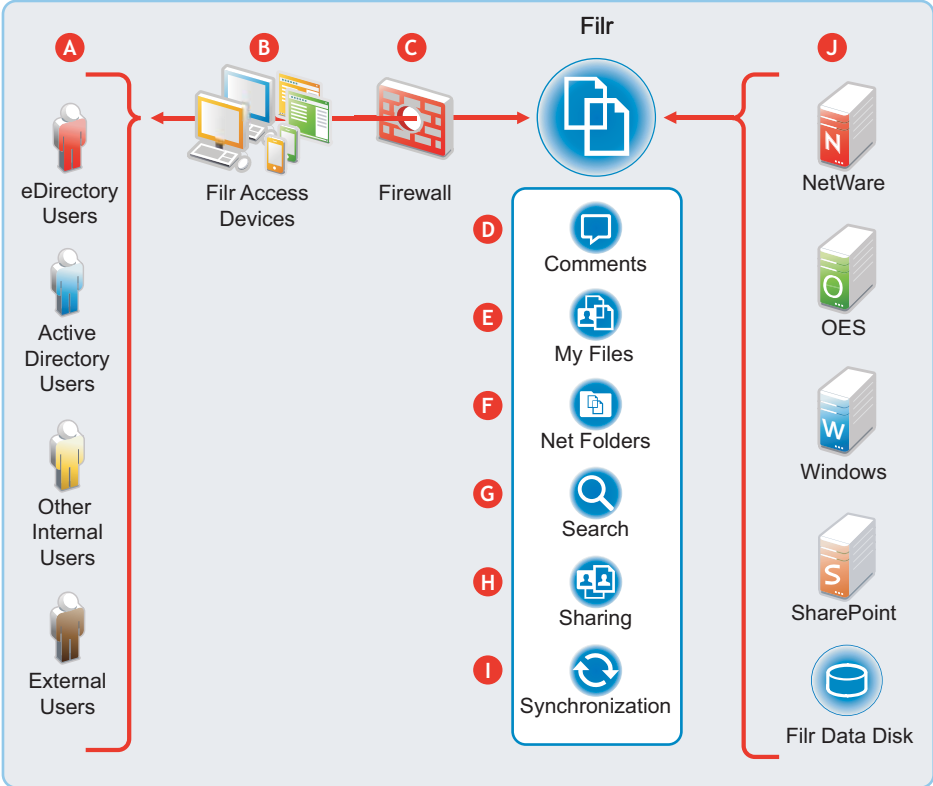 Filr
A
B
C
J
eDirectory
Users
Active
Directory
Users
Other
Internal
Users
External
Users
Filr Access
Devices
Firewall
D
Comments
E
My Files
F
Net Folders
G
Search
H
Sharing
I
Synchronization
N
NetWare
O
OES
W
Windows
S
SharePoint
Filr Data Disk